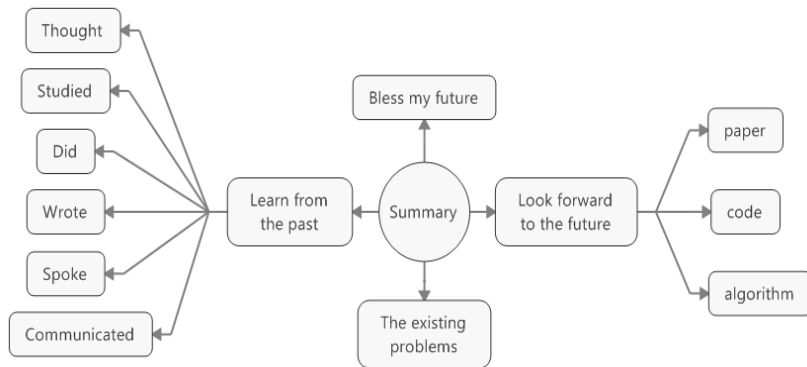 Thought
Studied
Did
Wrote
Spoke
Communicated
Learn from
the past
Bless my future
Summary
The existing
problems
Look forward
to the future
paper
code
algorithm